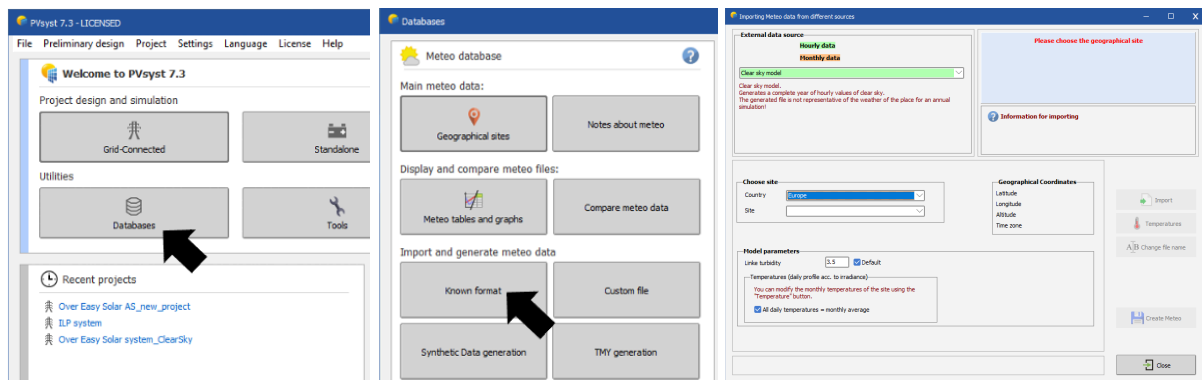 PVsyst 7.3 - LICENSED
File Preliminary design Project Settings Language License Help
Welcome to PVsyst 7.3
Project design and simulation
Grid-Connected
Standalone
Utilities
Databases
Tools
Recent projects
Over Easy Solar AS_new_project
ILP system
Over Easy Solar system_ClearSky
Databases
Meteo database
Main meteo data:
Geographical sites
Notes about meteo
Display and compare meteo files:
Meteo tables and graphs
Compare meteo data
Import and generate meteo data
Known format
Custom file
Synthetic Data generation
TMY generation
Importing Meteo data from different sources
External data source
Hourly data
Monthly data
Clear sky model
Clear sky model.
Generates a complete year of hourly values of clear sky.
The generated file is not representative of the weather of the place for an annual
simulation!
Please choose the geographical site
Information for importing
Choose site
Country Europe
Site
Geographical Coordinates
Latitude
Longitude
Altitude
Time zone
Model parameters
Linke turbidity 3.5 Default
Temperatures (daily profile acc. to irradiance)
You can modify the monthly temperatures of the site using the
"Temperature" button.
All daily temperatures = monthly average
Import
Temperatures
A|B Change file name
Create Meteo
Close